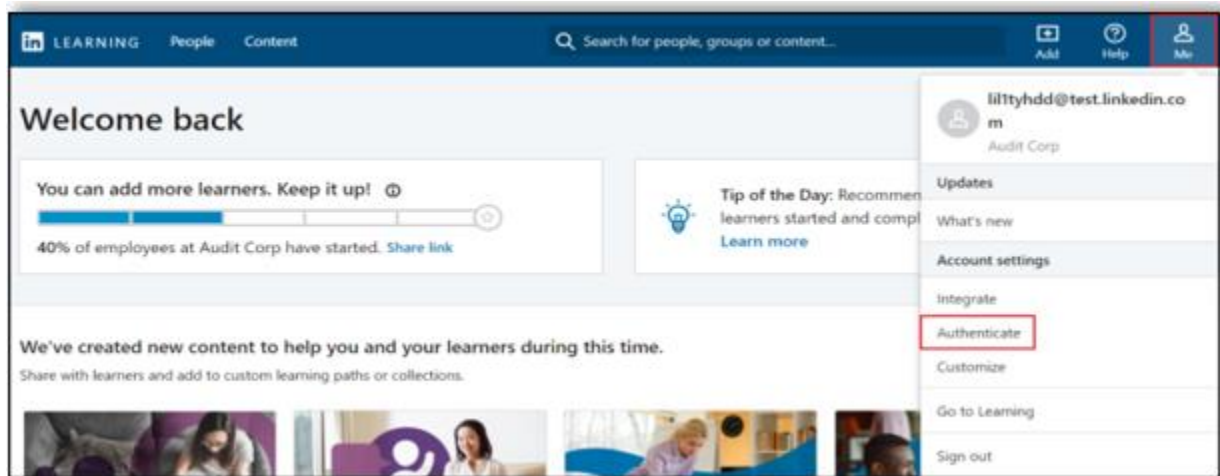 in LEARNING People Content Search for people, groups or content... Add Help Me
Welcome back
You can add more learners. Keep it up!
40% of employees at Audit Corp have started. Share link
Tip of the Day: Recommen
learners started and compl
Learn more
We've created new content to help you and your learners during this time.
Share with learners and add to custom learning paths or collections.
lil1tyhdd@test.linkedin.co
m
Audit Corp
Updates
What's new
Account settings
Integrate
Authenticate
Customize
Go to Learning
Sign out